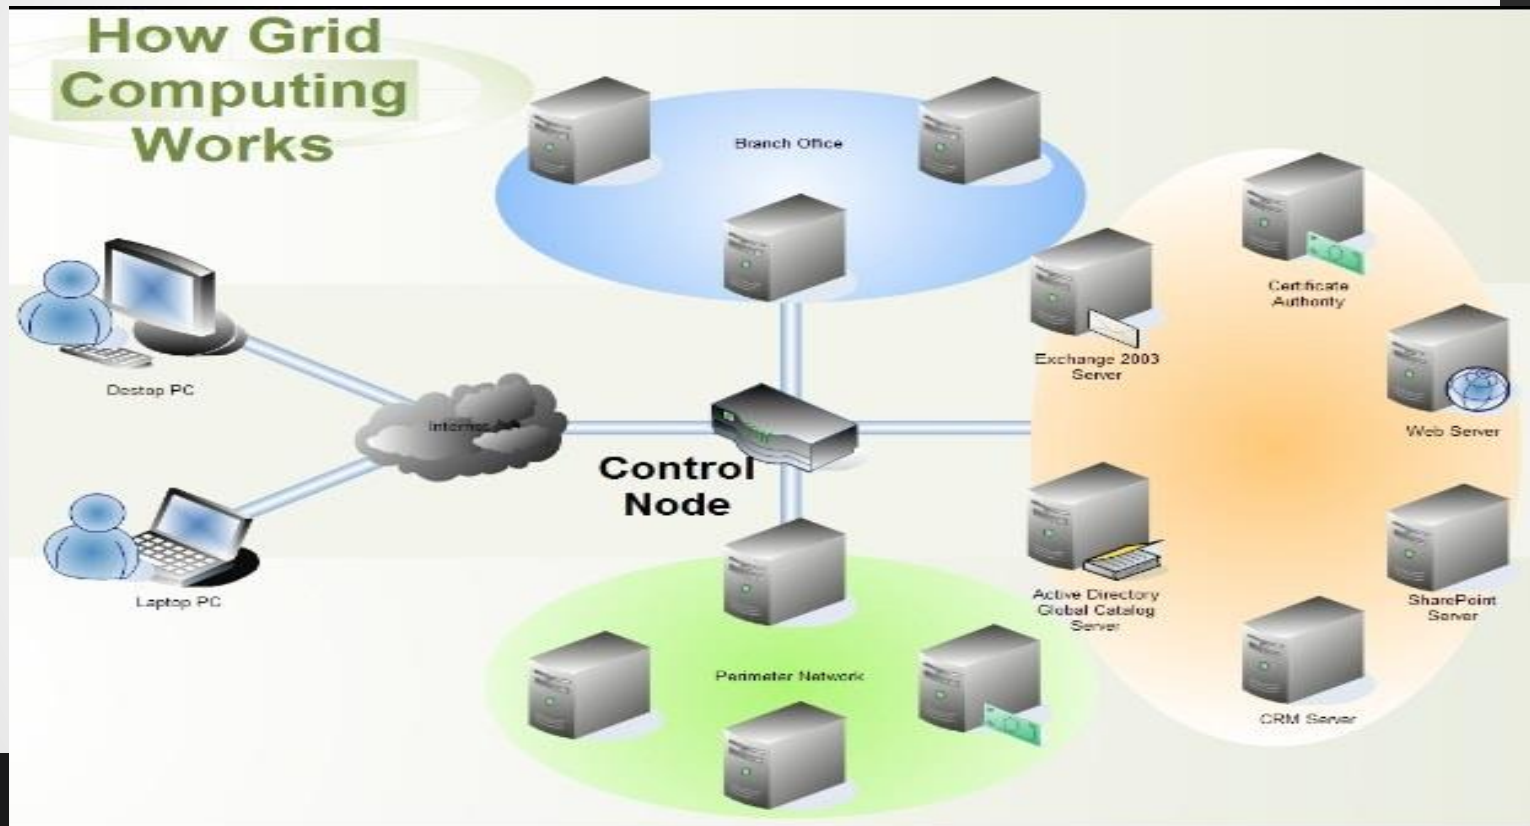 How Grid
Computing
Works
Branch Office
Certificate
Authority
Exchange 2003
Server
Web Server
Destop PC
Internet
Control
Node
Laptop PC
Active Directory
Global Catalog
Server
SharePoint
Server
Perimeter Network
CRM Server